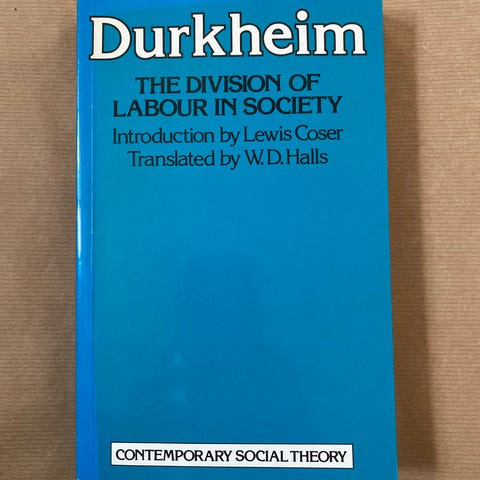 Durkheim
THE DIVISION OF
LABOUR IN SOCIETY
Introduction by Lewis Coser
Translated by W. D. Halls
CONTEMPORARY SOCIAL THEORY